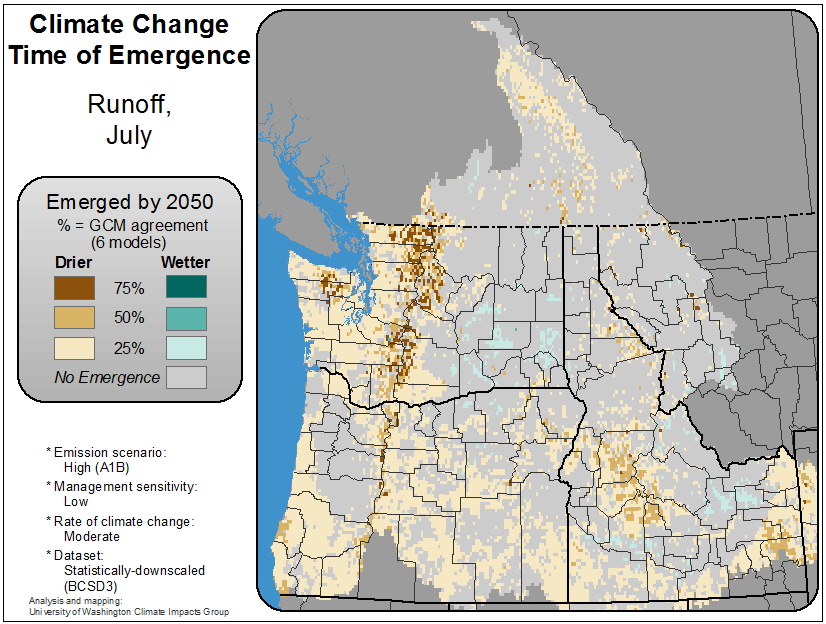 Climate Change
Time of Emergence
Runoff,
July
Emerged by 2050
% = GCM agreement
(6 models)
Drier Wetter
75%
50%
25%
No Emergence
* Emission scenario:
High (A1B)
* Management sensitivity:
Low
* Rate of climate change:
Moderate
* Dataset:
Statistically-downscaled
(BCSD3)
Analysis and mapping:
University of Washington Climate Impacts Group